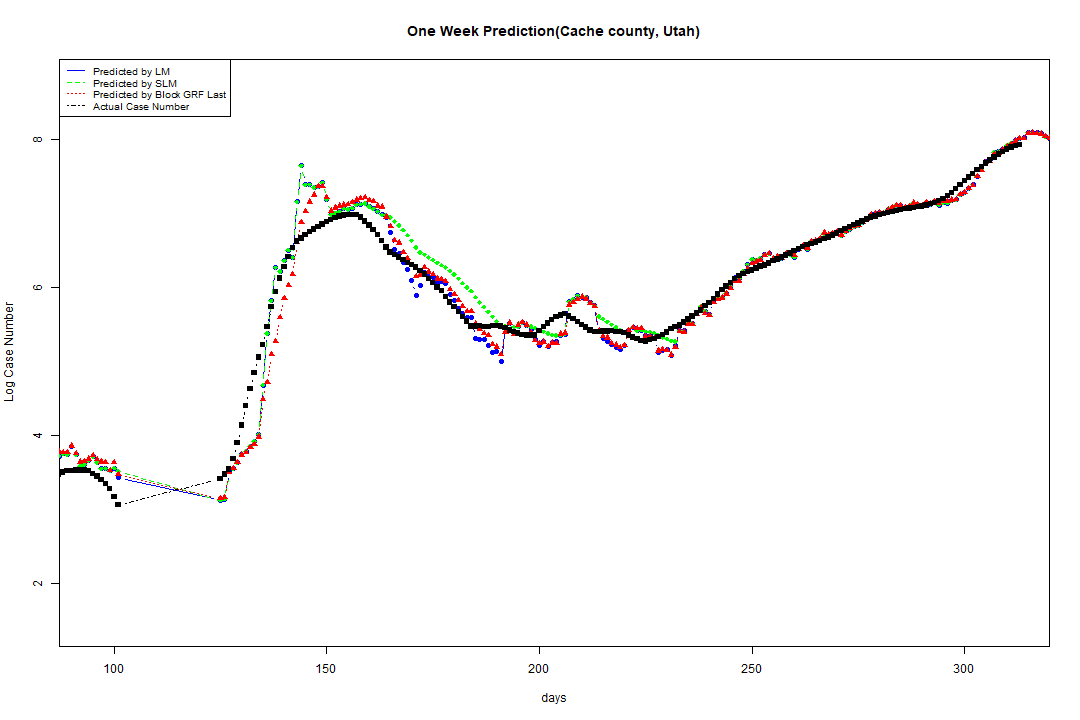 One Week Prediction(Cache county, Utah)
Predicted by LM
Predicted by SLM
Predicted by Block GRF Last
Actual Case Number
8
6
4
2
Log Case Number
100 150 200 250 300
days